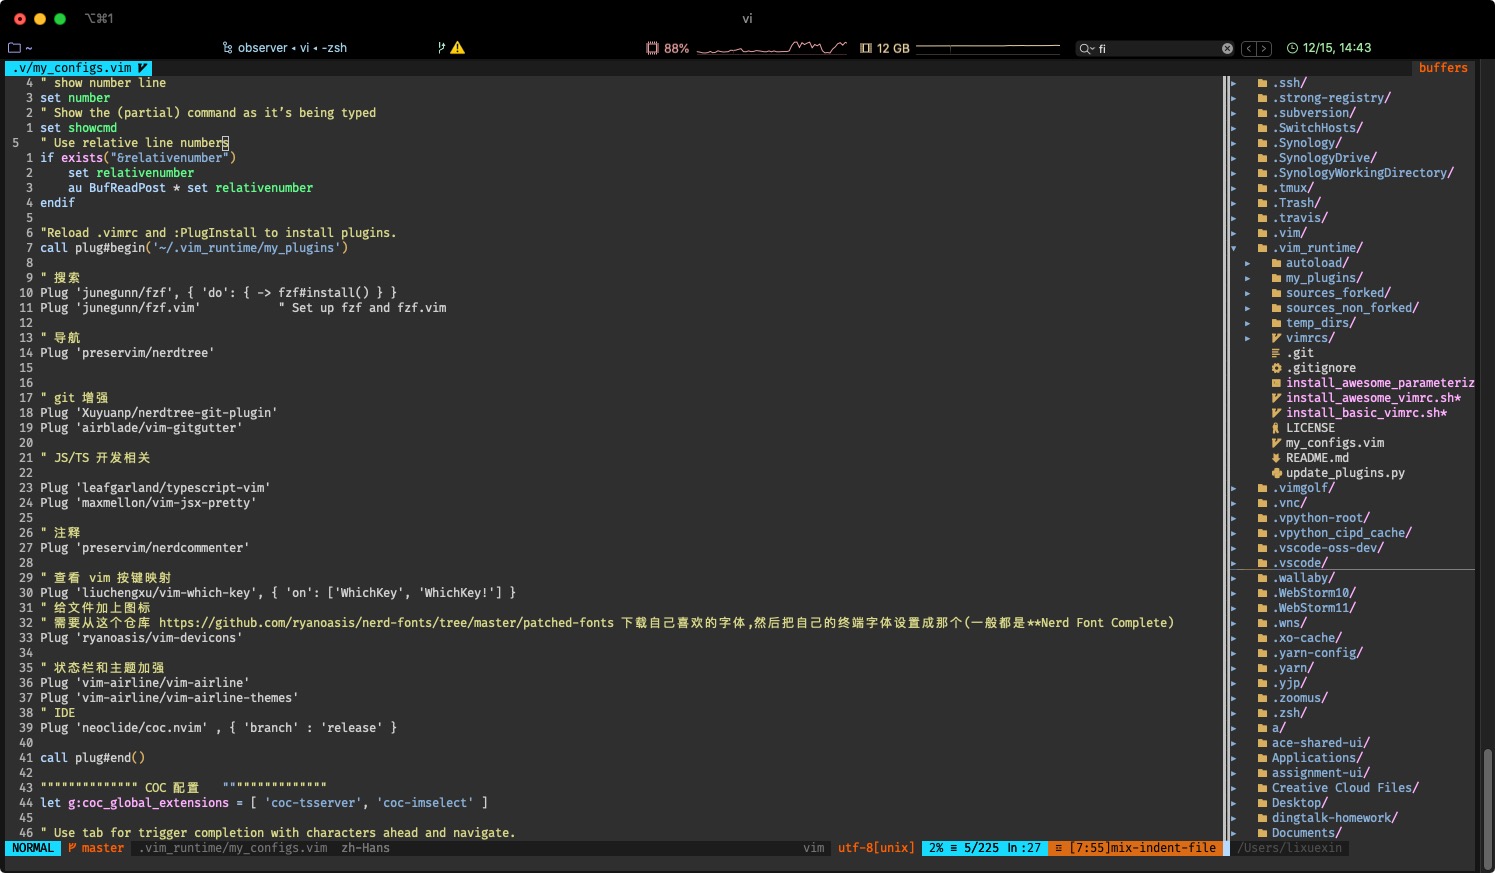 ⌥⌘1
vi
~
observer ◂ vi ◂ -zsh
88%
12 GB
fi
12/15, 14:43
.v/my_configs.vim
buffers
4 " show number line
3 set number
2 " Show the (partial) command as it’s being typed
1 set showcmd
5 " Use relative line numbers
1 if exists("&relativenumber")
2 set relativenumber
3 au BufReadPost * set relativenumber
4 endif
5
6 "Reload .vimrc and :PlugInstall to install plugins.
7 call plug#begin('~/.vim_runtime/my_plugins')
8
9 " 搜索
10 Plug 'junegunn/fzf', { 'do': { -> fzf#install() } }
11 Plug 'junegunn/fzf.vim' " Set up fzf and fzf.vim
12
13 " 导航
14 Plug 'preservim/nerdtree'
15
16
17 " git 增强
18 Plug 'Xuyuanp/nerdtree-git-plugin'
19 Plug 'airblade/vim-gitgutter'
20
21 " JS/TS 开发相关
22
23 Plug 'leafgarland/typescript-vim'
24 Plug 'maxmellon/vim-jsx-pretty'
25
26 " 注释
27 Plug 'preservim/nerdcommenter'
28
29 " 查看 vim 按键映射
30 Plug 'liuchengxu/vim-which-key', { 'on': ['WhichKey', 'WhichKey!'] }
31 " 给文件加上图标
32 " 需要从这个仓库 https://github.com/ryanoasis/nerd-fonts/tree/master/patched-fonts 下载自己喜欢的字体,然后把自己的终端字体设置成那个(一般都是**Nerd Font Complete)
33 Plug 'ryanoasis/vim-devicons'
34
35 " 状态栏和主题加强
36 Plug 'vim-airline/vim-airline'
37 Plug 'vim-airline/vim-airline-themes'
38 " IDE
39 Plug 'neoclide/coc.nvim' , { 'branch' : 'release' }
40
41 call plug#end()
42
43 """""""""""""" COC 配置 """""""""""""""
44 let g:coc_global_extensions = [ 'coc-tsserver', 'coc-imselect' ]
45
46 " Use tab for trigger completion with characters ahead and navigate.
.ssh/
.strong-registry/
.subversion/
.SwitchHosts/
.Synology/
.SynologyDrive/
.SynologyWorkingDirectory/
.tmux/
.Trash/
.travis/
.vim/
.vim_runtime/
autoload/
my_plugins/
sources_forked/
sources_non_forked/
temp_dirs/
vimrcs/
.git
.gitignore
install_awesome_parameteriz
install_awesome_vimrc.sh*
install_basic_vimrc.sh*
LICENSE
my_configs.vim
README.md
update_plugins.py
.vimgolf/
.vnc/
.vpython-root/
.vpython_cipd_cache/
.vscode-oss-dev/
.vscode/
.wallaby/
.WebStorm10/
.WebStorm11/
.wns/
.xo-cache/
.yarn-config/
.yarn/
.yjp/
.zoomus/
.zsh/
a/
ace-shared-ui/
Applications/
assignment-ui/
Creative Cloud Files/
Desktop/
dingtalk-homework/
Documents/
NORMAL master .vim_runtime/my_configs.vim zh-Hans vim utf-8[unix] 2% ≡ 5/225 ln :27 ≡ [7:55]mix-indent-file /Users/lixuexin